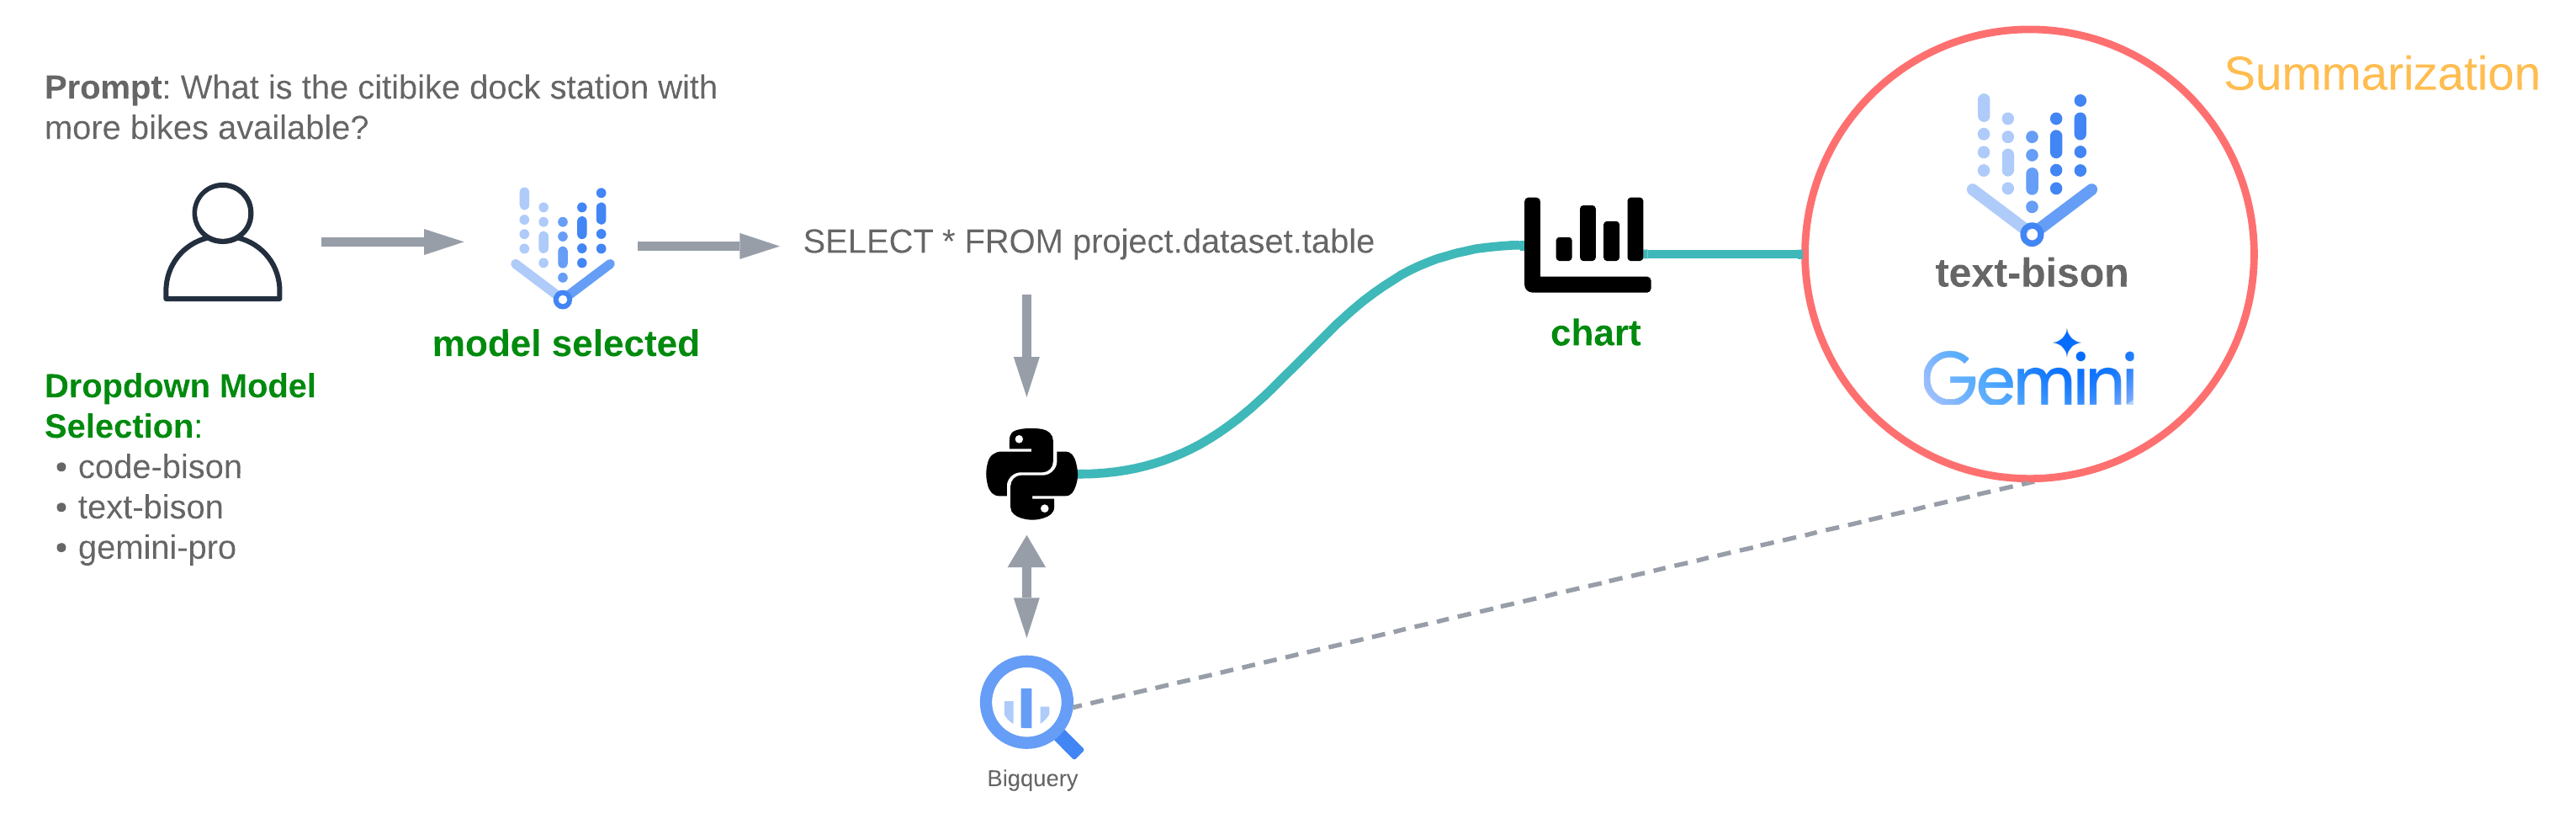 Prompt: What is the citibike dock station with
more bikes available?
Summarization
SELECT * FROM project.dataset.table
text-bison
model selected
chart
Gemini
Dropdown Model
Selection:
• code-bison
• text-bison
• gemini-pro
Bigquery